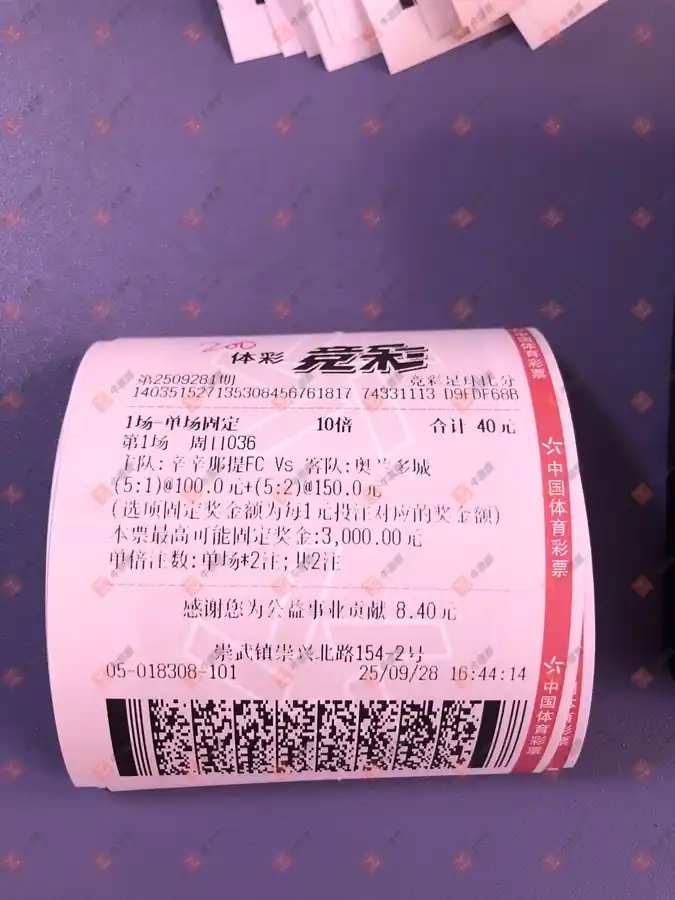 200
体彩 竞彩
第2509281期 竞彩足球比分
140351527135308456761817 74331113 D9FDF68B
1场-单场固定 10倍 合计 40元
第1场 周日036
主队:辛辛那提FC Vs 客队:奥兰多城
(5:1)@100.0元+(5:2)@150.0元
(选项固定奖金额为每1元投注对应的奖金额)
本票最高可能固定奖金:3,000.00元
单倍注数:单场*2注;共2注
感谢您为公益事业贡献 8.40元
崇武镇崇兴北路154-2号
05-018308-101 25/09/28 16:44:14
中国体育彩票
中国体育彩票
中国体育彩票